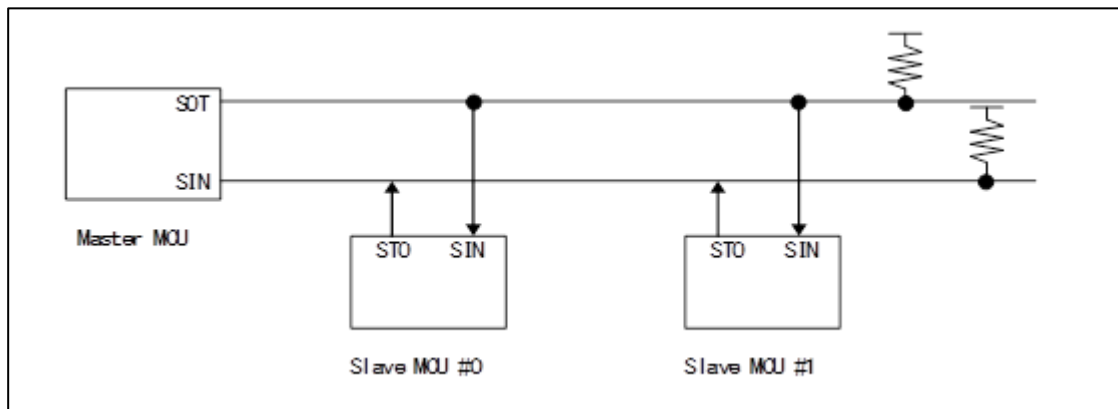 SOT
SIN
Master MCU
STO SIN
STO SIN
Slave MCU #0
Slave MCU #1